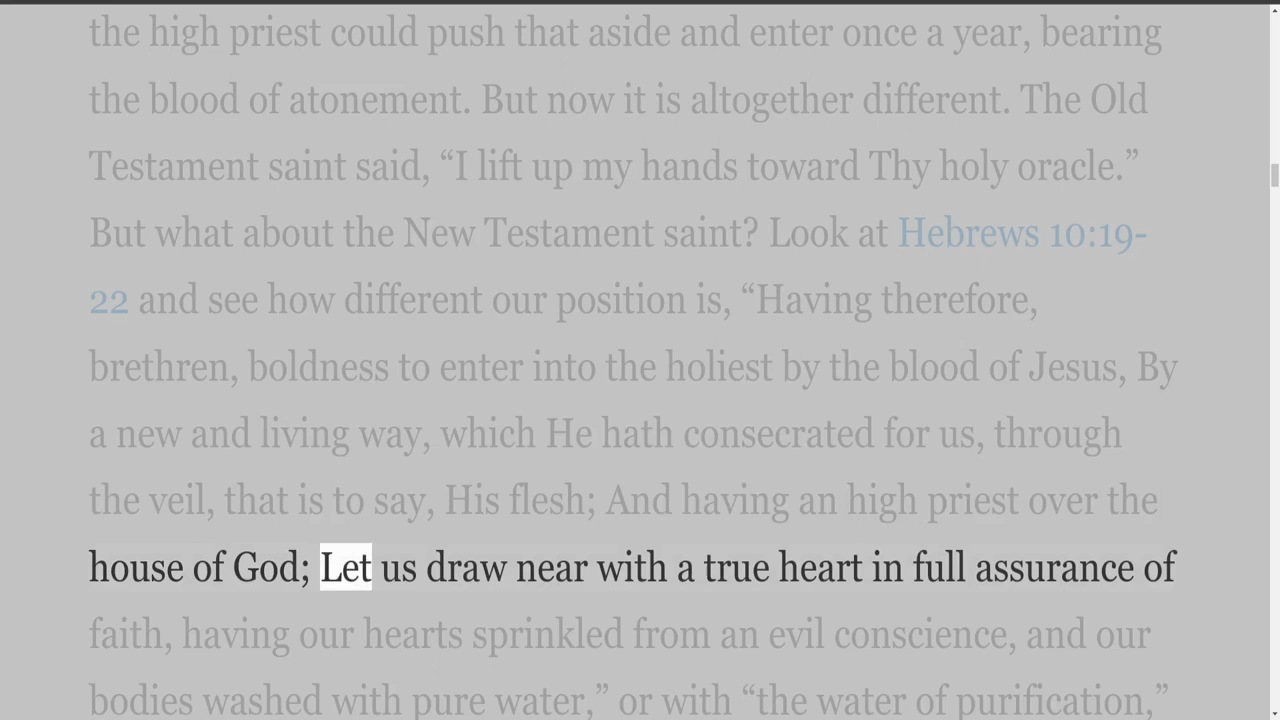 the high priest could push that aside and enter once a year, bearing
the blood of atonement. But now it is altogether different. The Old
Testament saint said, “I lift up my hands toward Thy holy oracle.”
But what about the New Testament saint? Look at Hebrews 10:19-
22 and see how different our position is, “Having therefore,
brethren, boldness to enter into the holiest by the blood of Jesus, By
a new and living way, which He hath consecrated for us, through
the veil, that is to say, His flesh; And having an high priest over the
house of God; Let us draw near with a true heart in full assurance of
faith, having our hearts sprinkled from an evil conscience, and our
bodies washed with pure water,” or with “the water of purification,”